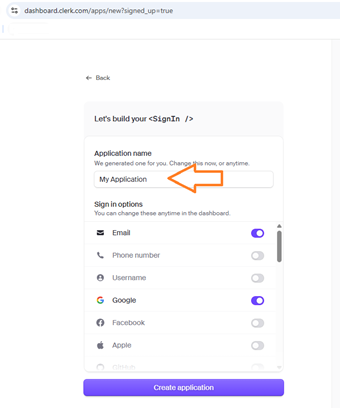 dashboard.clerk.com/apps/new?signed_up=true
Back
Let's build your <SignIn />
Application name
We generated one for you. Change this now, or anytime.
My Application
Sign in options
You can change these anytime in the dashboard.
Email
Phone number
Username
Google
Facebook
Apple
Create application